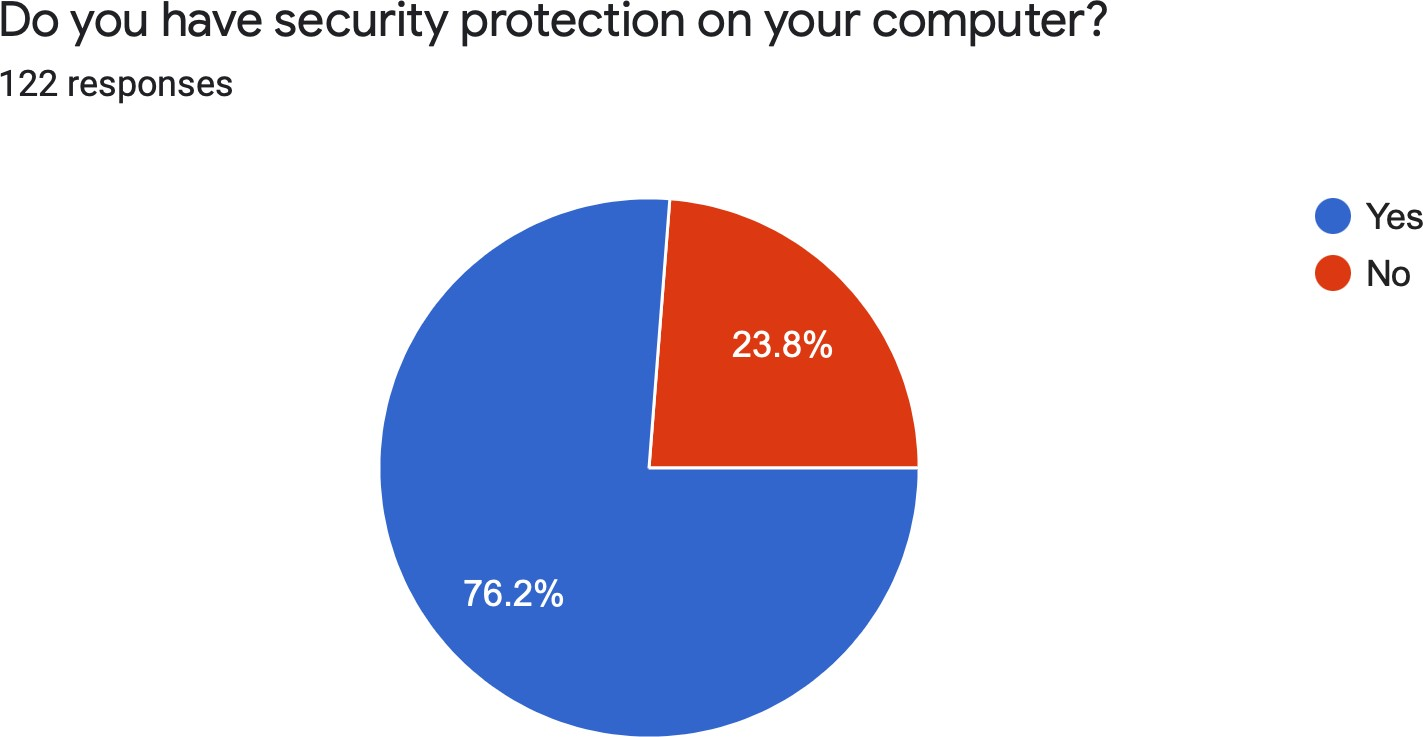 Do you have security protection on your computer?
122 responses
Yes
No
23.8%
76.2%